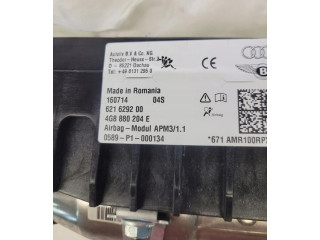 Autoliv B.V. & Co. KG
Theodor - Heuss - Str.2
D - 85221 Dachau
Tel: +49 8131 295 0
Made in Romania
160714 04S
621 6292 00
4G8 880 204 E
Airbag-Modul APM3/1.1
0589-P1-000134
*671 AMR100RP
B